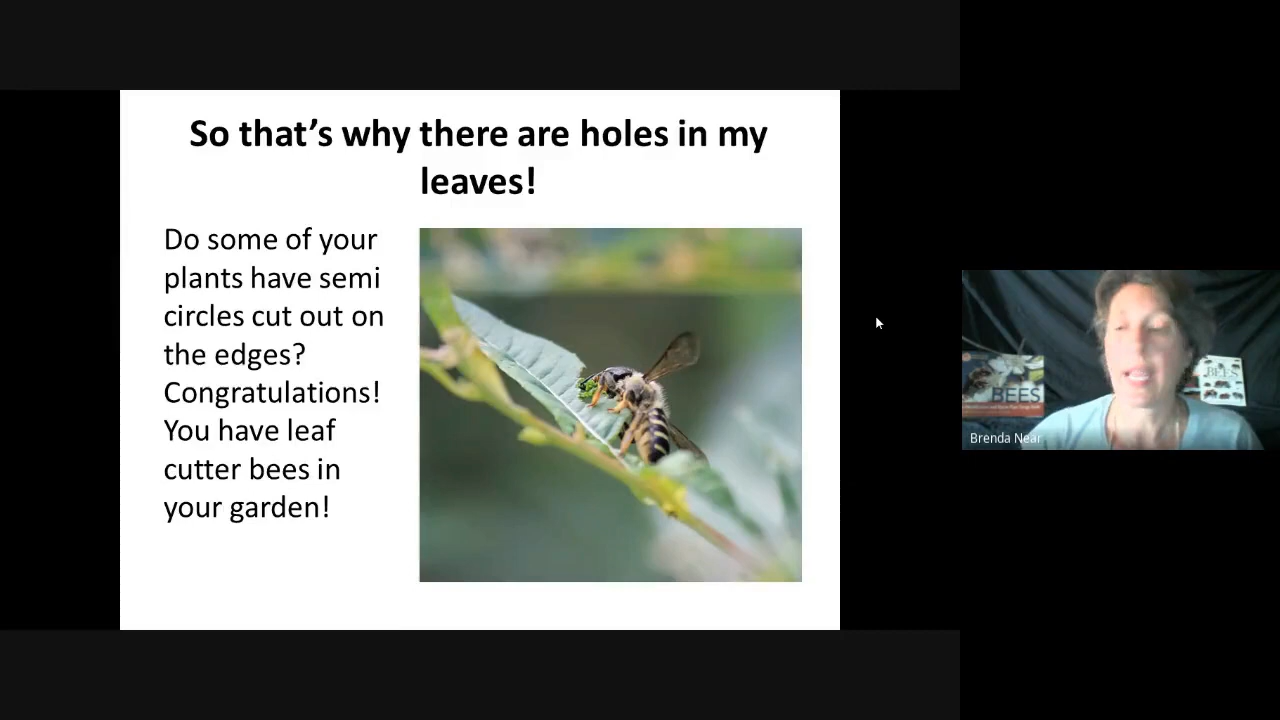 So that’s why there are holes in my
leaves!
Do some of your
plants have semi
circles cut out on
the edges?
Congratulations!
You have leaf
cutter bees in
your garden!
BEES
BEES
Brenda Near